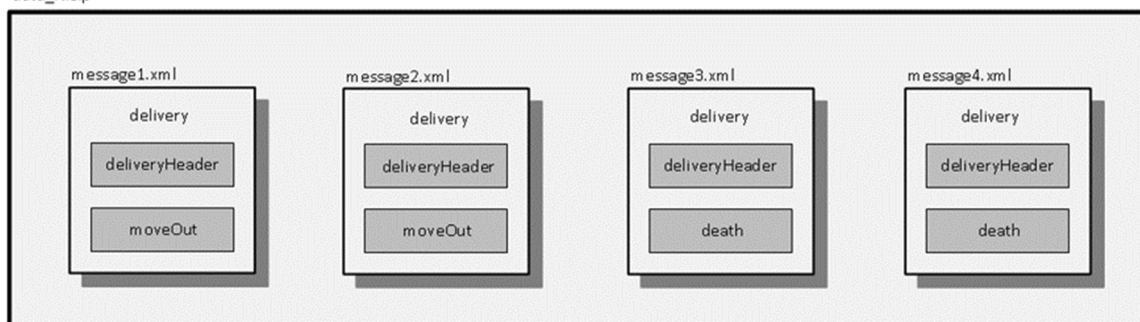 message1.xml
delivery
deliveryHeader
moveOut
message2.xml
delivery
deliveryHeader
moveOut
message3.xml
delivery
deliveryHeader
death
message4.xml
delivery
deliveryHeader
death